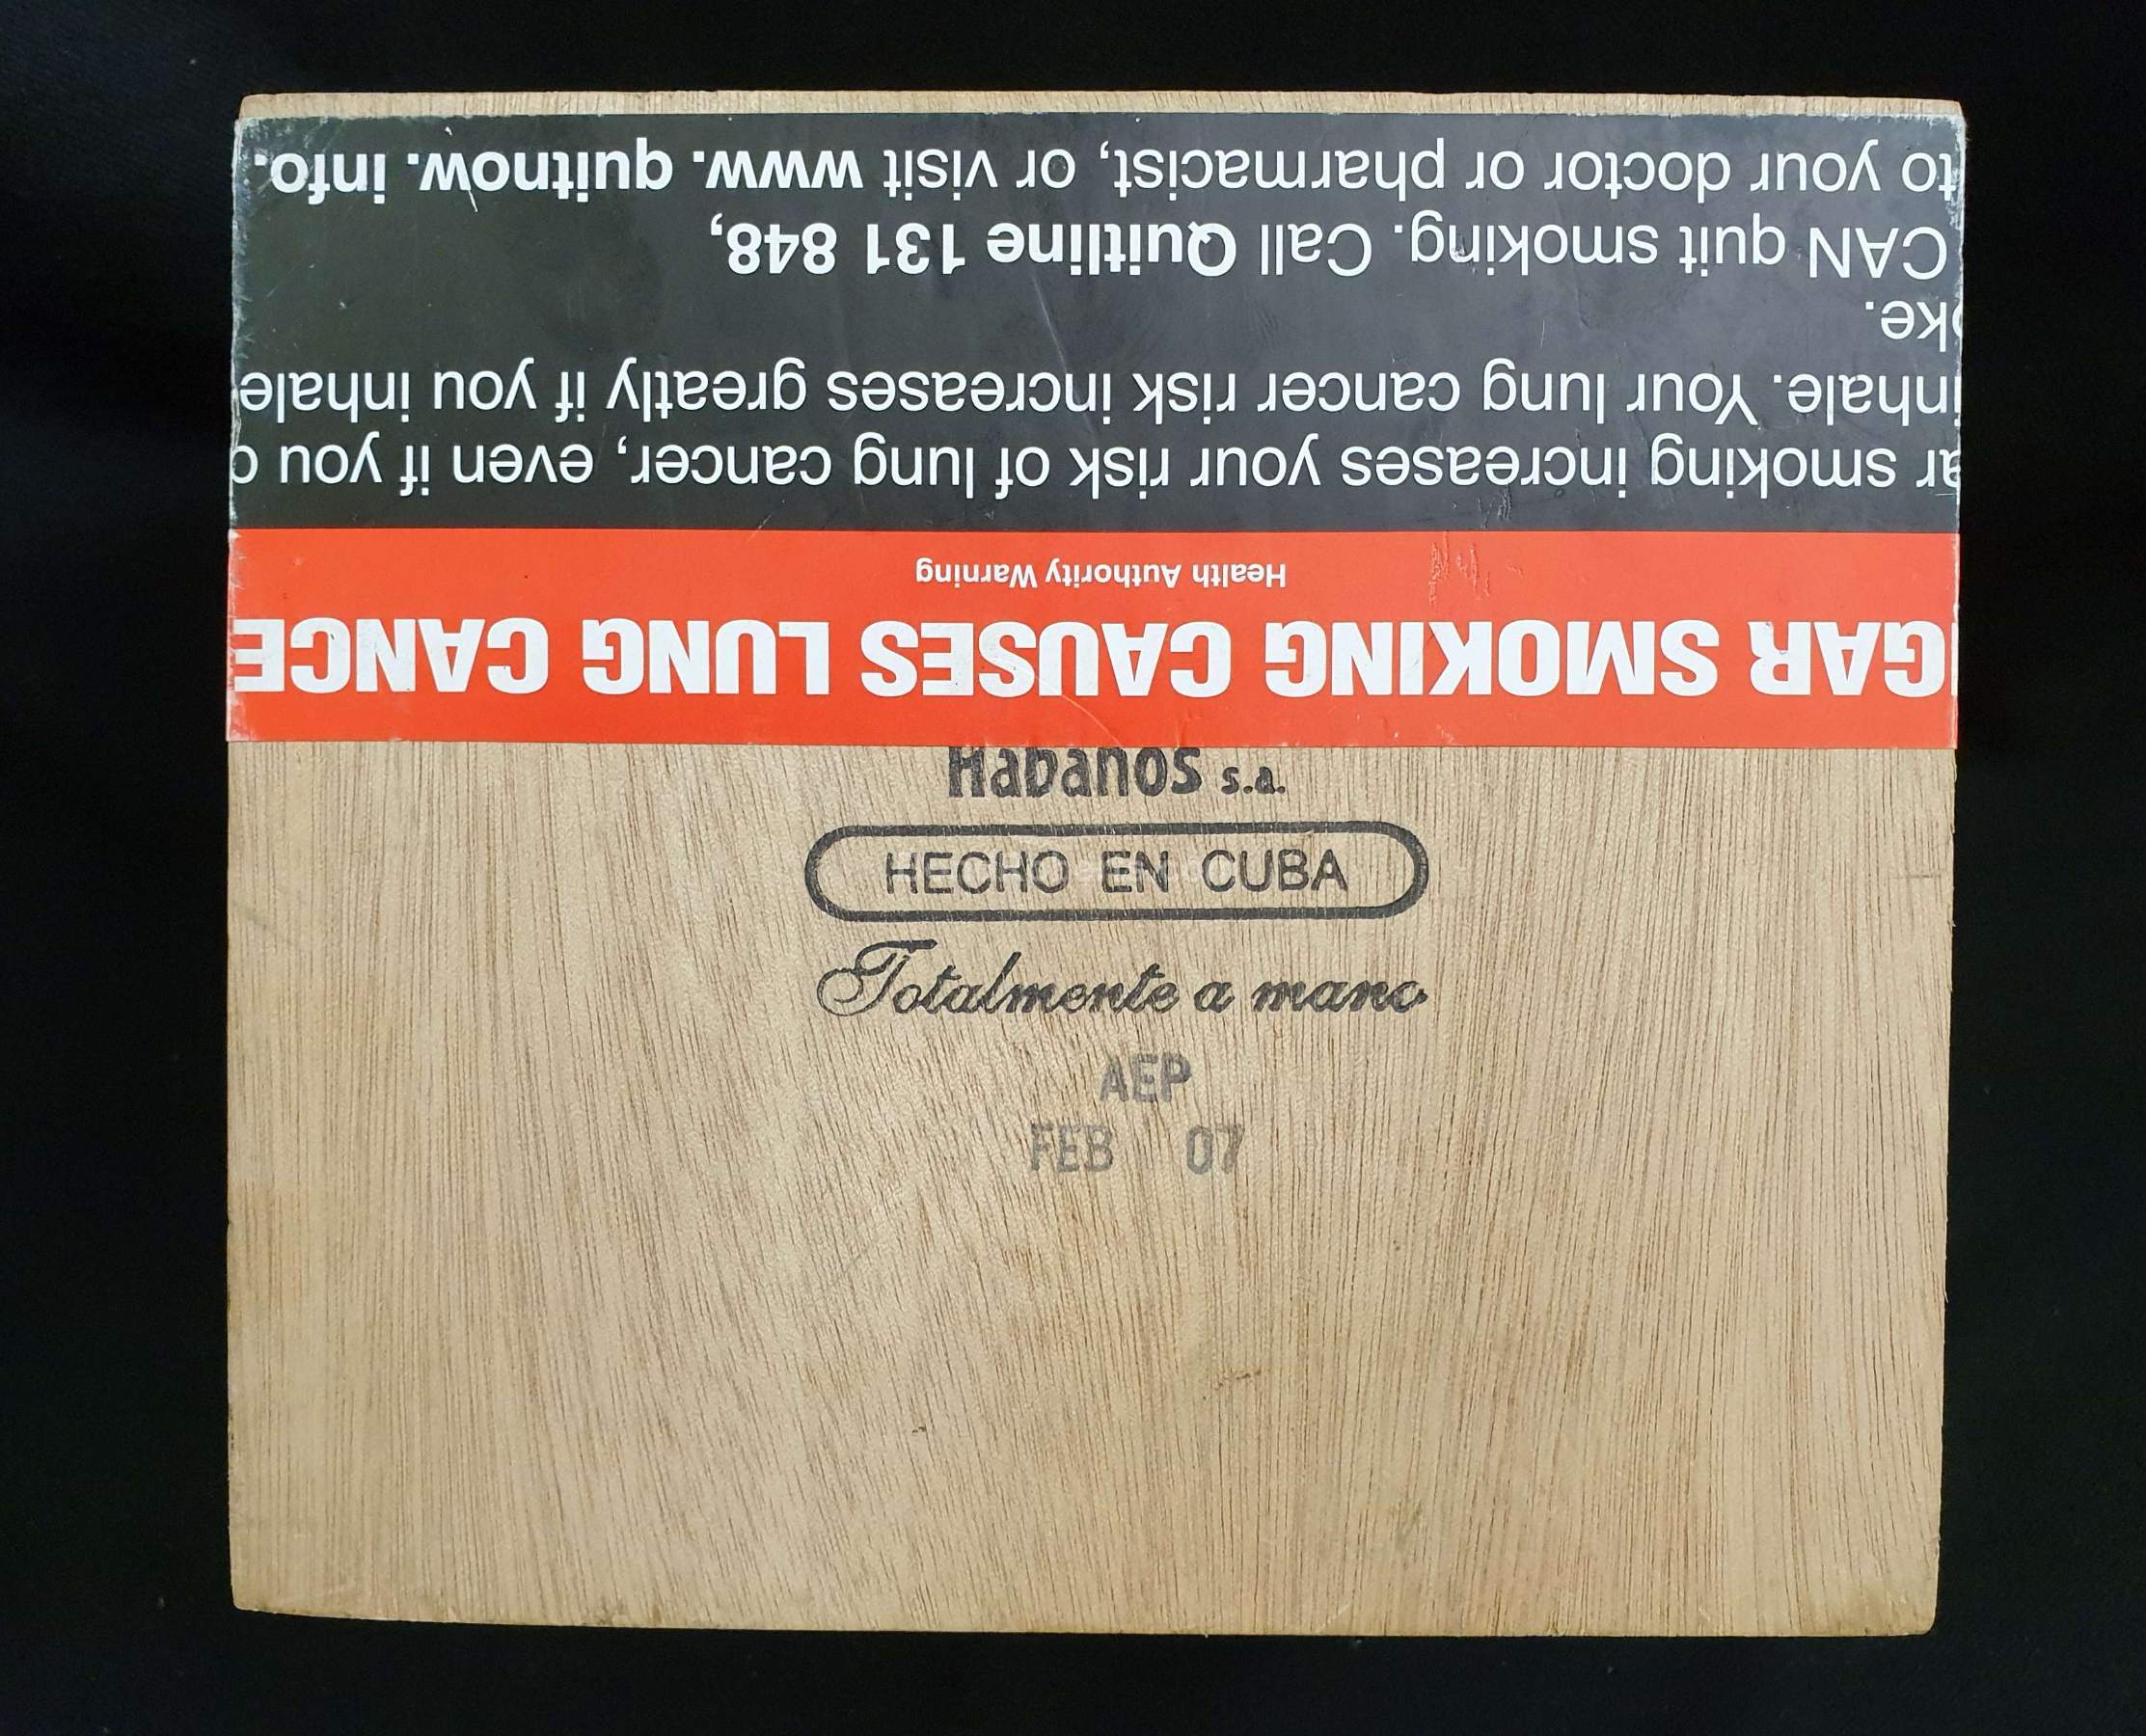 GAR SMOKING CAUSES LUNG CANCE
Health Authority Warning
ar smoking increases your risk of lung cancer, even if you d
inhale. Your lung cancer risk increases greatly if you inhale
oke.
CAN quit smoking. Call Quitline 131 848,
to your doctor or pharmacist, or visit www. quitnow. info.
Habanos s.a.
HECHO EN CUBA
Totalmente a mano
AEP
FEB 07